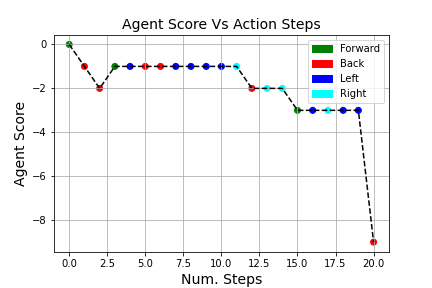 Agent Score Vs Action Steps
0
−2
−4
−6
−8
Agent Score
Forward
Back
Left
Right
0.0 2.5 5.0 7.5 10.0 12.5 15.0 17.5 20.0
Num. Steps